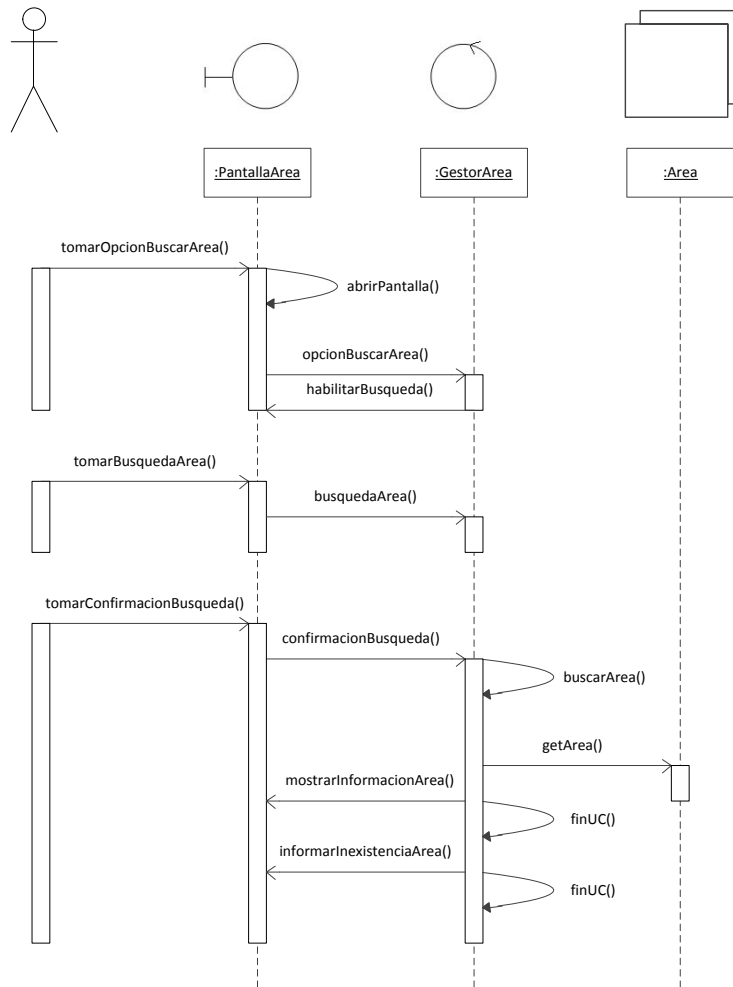 :PantallaArea
:GestorArea
:Area
tomarOpcionBuscarArea()
abrirPantalla()
opcionBuscarArea()
habilitarBusqueda()
tomarBusquedaArea()
busquedaArea()
tomarConfirmacionBusqueda()
confirmacionBusqueda()
buscarArea()
getArea()
mostrarInformacionArea()
finUC()
informarInexistenciaArea()
finUC()